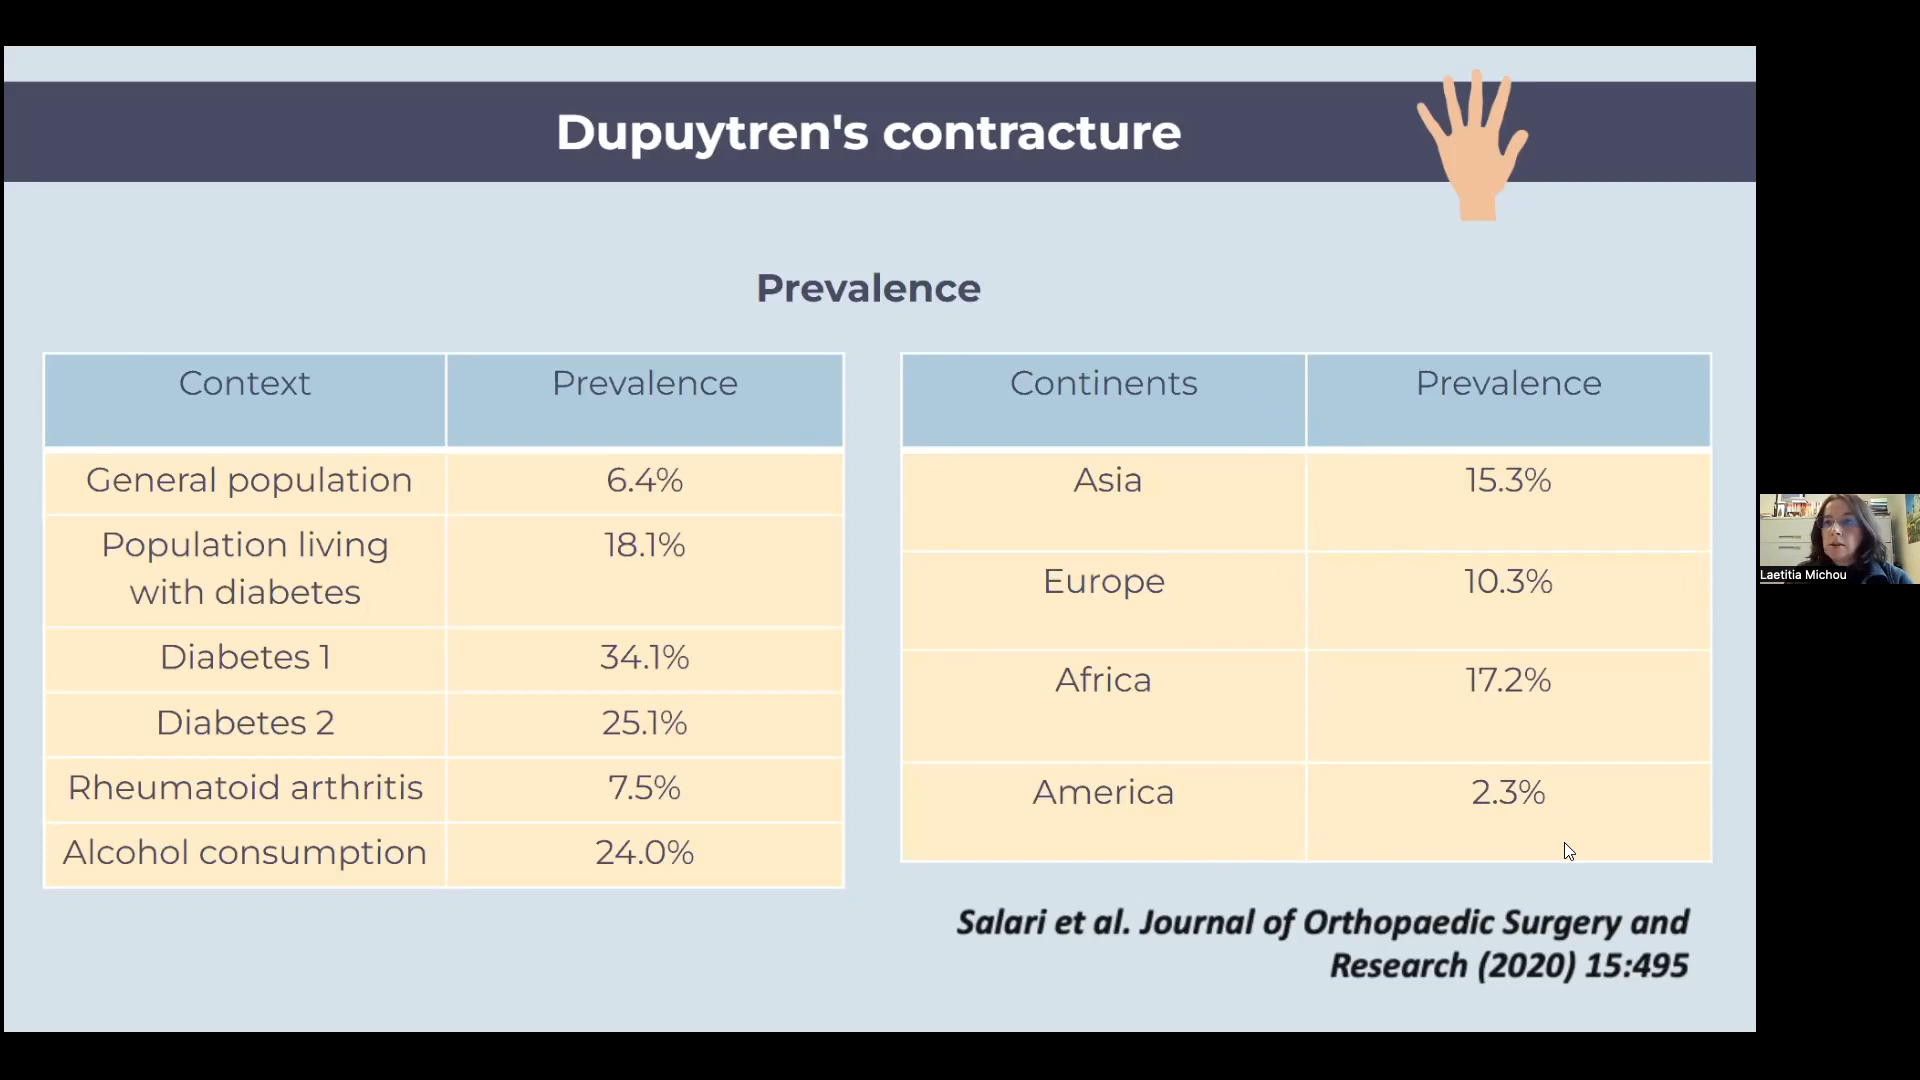 Dupuytren's contracture
Prevalence
Context Prevalence
General population 6.4%
Population living 18.1%
with diabetes
Diabetes 1 34.1%
Diabetes 2 25.1%
Rheumatoid arthritis 7.5%
Alcohol consumption 24.0%
Continents Prevalence
Asia 15.3%
Europe 10.3%
Africa 17.2%
America 2.3%
Salari et al. Journal of Orthopaedic Surgery and
Research (2020) 15:495
Laetitia Michou